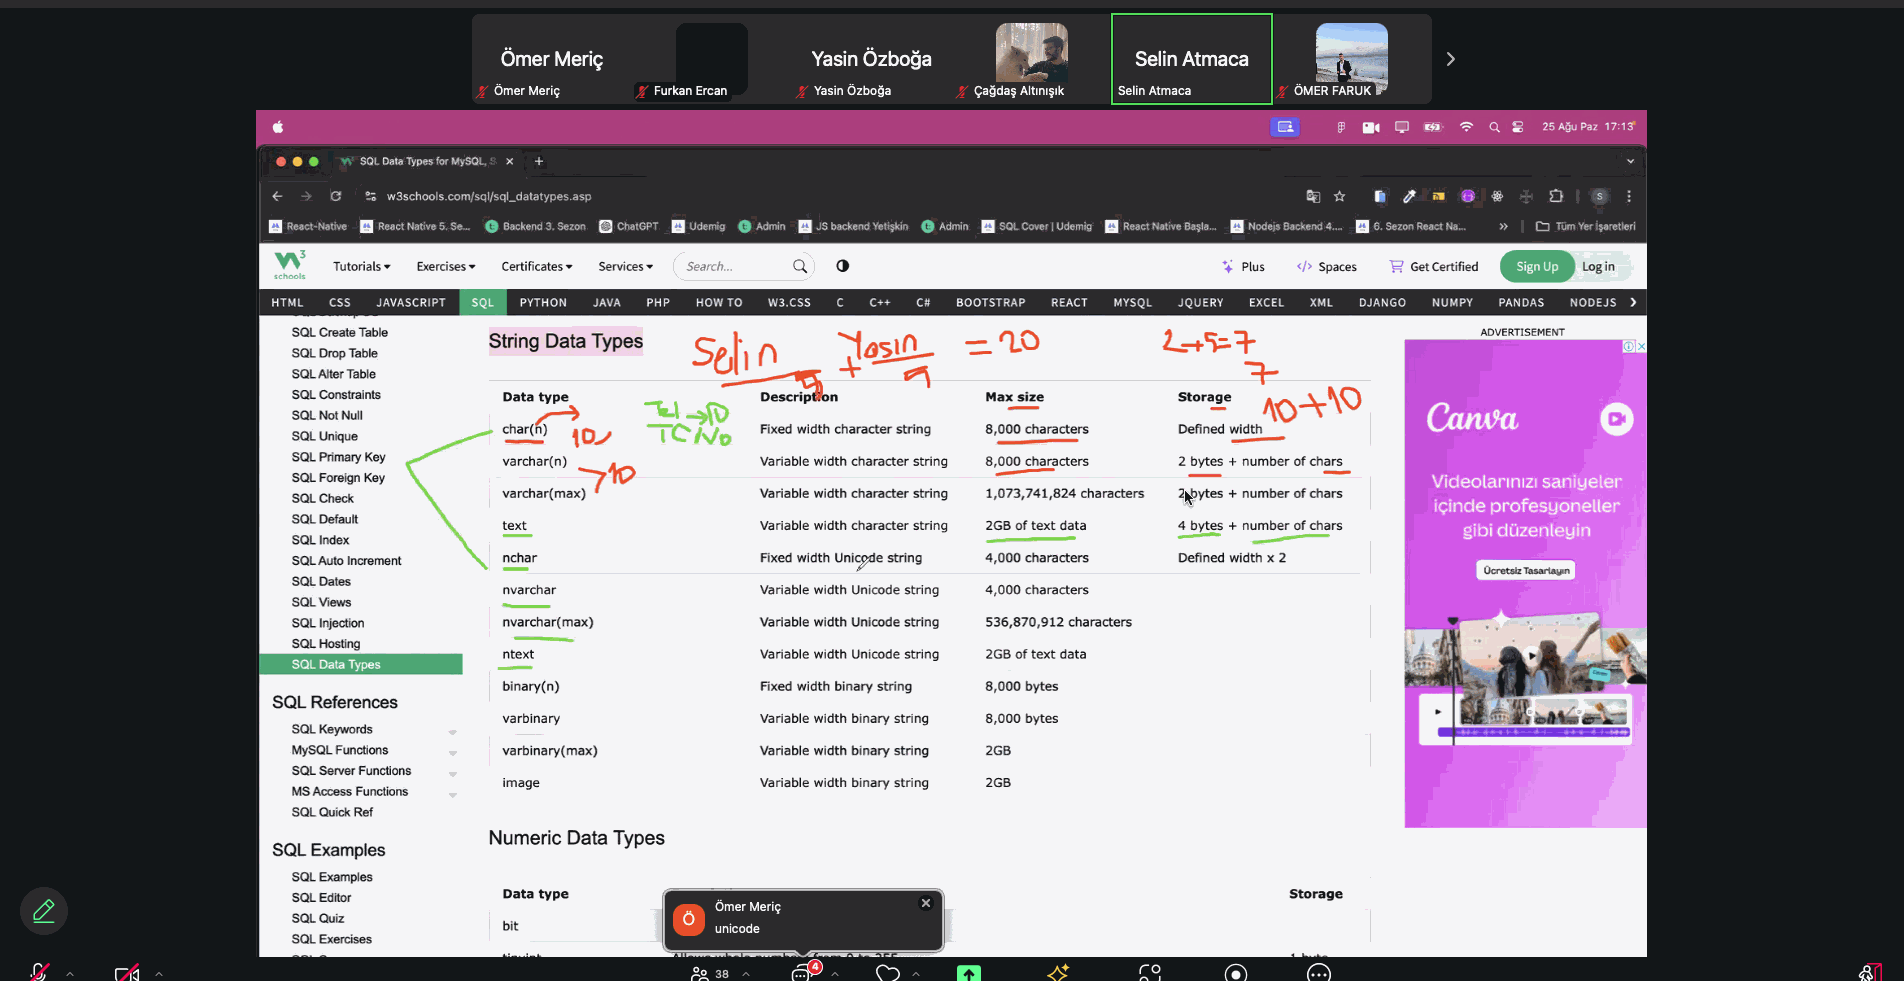 Ömer Meriç
Yasin Özboğa
Selin Atmaca
Ömer Meriç
Furkan Ercan
Yasin Özboğa
Çağdaş Altınışık
Selin Atmaca
ÖMER FARUK
25 Ağu Paz 17:13
SQL Data Types for MySQL, S
w3schools.com/sql/sql_datatypes.asp
S
React-Native
React Native 5. Se...
Backend 3. Sezon
ChatGPT
Udemig
Admin
JS backend Yetişkin
Admin
SQL Cover | Udemig
React Native Başla...
Nodejs Backend 4....
6. Sezon React Na...
Tüm Yer İşaretleri
W3 schools
Tutorials
Exercises
Certificates
Services
Search...
Plus
Spaces
Get Certified
Sign Up
Log in
HTML CSS JAVASCRIPT SQL PYTHON JAVA PHP HOW TO W3.CSS C C++ C# BOOTSTRAP REACT MYSQL JQUERY EXCEL XML DJANGO NUMPY PANDAS NODEJS
SQL Create Table
SQL Drop Table
SQL Alter Table
SQL Constraints
SQL Not Null
SQL Unique
SQL Primary Key
SQL Foreign Key
SQL Check
SQL Default
SQL Index
SQL Auto Increment
SQL Dates
SQL Views
SQL Injection
SQL Hosting
SQL Data Types
SQL References
SQL Keywords
MySQL Functions
SQL Server Functions
MS Access Functions
SQL Quick Ref
SQL Examples
SQL Examples
SQL Editor
SQL Quiz
SQL Exercises
String Data Types
Selin + Yasin = 20
2+5=7
7
10+10
Tel → 10
TC No
10
10
Data type Description Max size Storage
char(n) Fixed width character string 8,000 characters Defined width
varchar(n) Variable width character string 8,000 characters 2 bytes + number of chars
varchar(max) Variable width character string 1,073,741,824 characters 2 bytes + number of chars
text Variable width character string 2GB of text data 4 bytes + number of chars
nchar Fixed width Unicode string 4,000 characters Defined width x 2
nvarchar Variable width Unicode string 4,000 characters
nvarchar(max) Variable width Unicode string 536,870,912 characters
ntext Variable width Unicode string 2GB of text data
binary(n) Fixed width binary string 8,000 bytes
varbinary Variable width binary string 8,000 bytes
varbinary(max) Variable width binary string 2GB
image Variable width binary string 2GB
Numeric Data Types
Data type Storage
bit
ADVERTISEMENT
Canva
Videolarınızı saniyeler
içinde profesyoneller
gibi düzenleyin
Ücretsiz Tasarlayın
Ö
Ömer Meriç
unicode
38
4